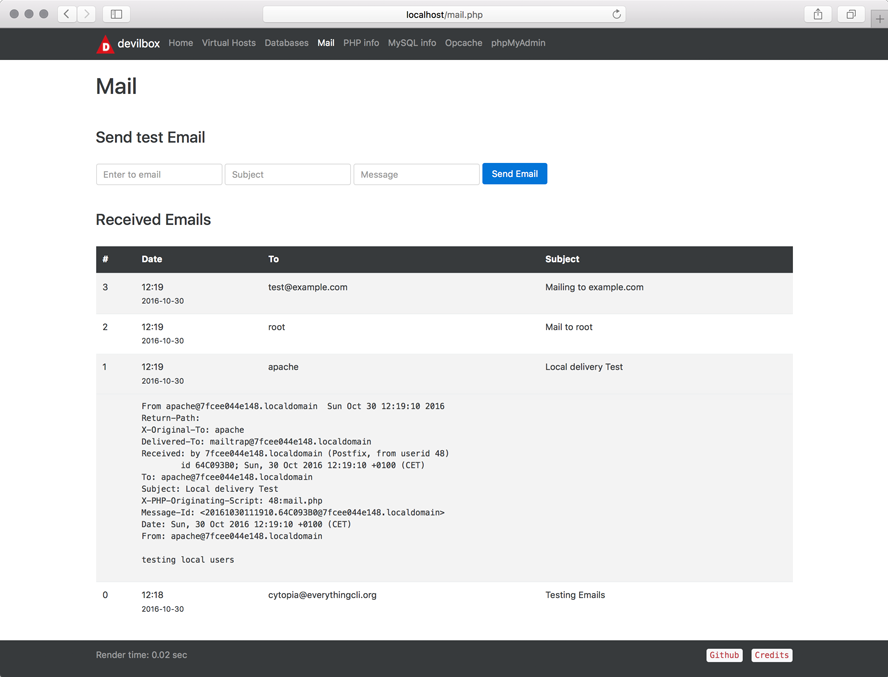 localhost/mail.php
devilbox Home Virtual Hosts Databases Mail PHP info MySQL info Opcache phpMyAdmin
Mail
Send test Email
Enter to email Subject Message Send Email
Received Emails
# Date To Subject
3 12:19 test@example.com Mailing to example.com
2016-10-30
2 12:19 root Mail to root
2016-10-30
1 12:19 apache Local delivery Test
2016-10-30
From apache@7fcee044e148.localdomain  Sun Oct 30 12:19:10 2016
Return-Path:
X-Original-To: apache
Delivered-To: mailtrap@7fcee044e148.localdomain
Received: by 7fcee044e148.localdomain (Postfix, from userid 48)
id 64C093B0; Sun, 30 Oct 2016 12:19:10 +0100 (CET)
To: apache@7fcee044e148.localdomain
Subject: Local delivery Test
X-PHP-Originating-Script: 48:mail.php
Message-Id: <20161030111910.64C093B0@7fcee044e148.localdomain>
Date: Sun, 30 Oct 2016 12:19:10 +0100 (CET)
From: apache@7fcee044e148.localdomain
testing local users
0 12:18 cytopia@everythingcli.org Testing Emails
2016-10-30
Render time: 0.02 sec Github Credits